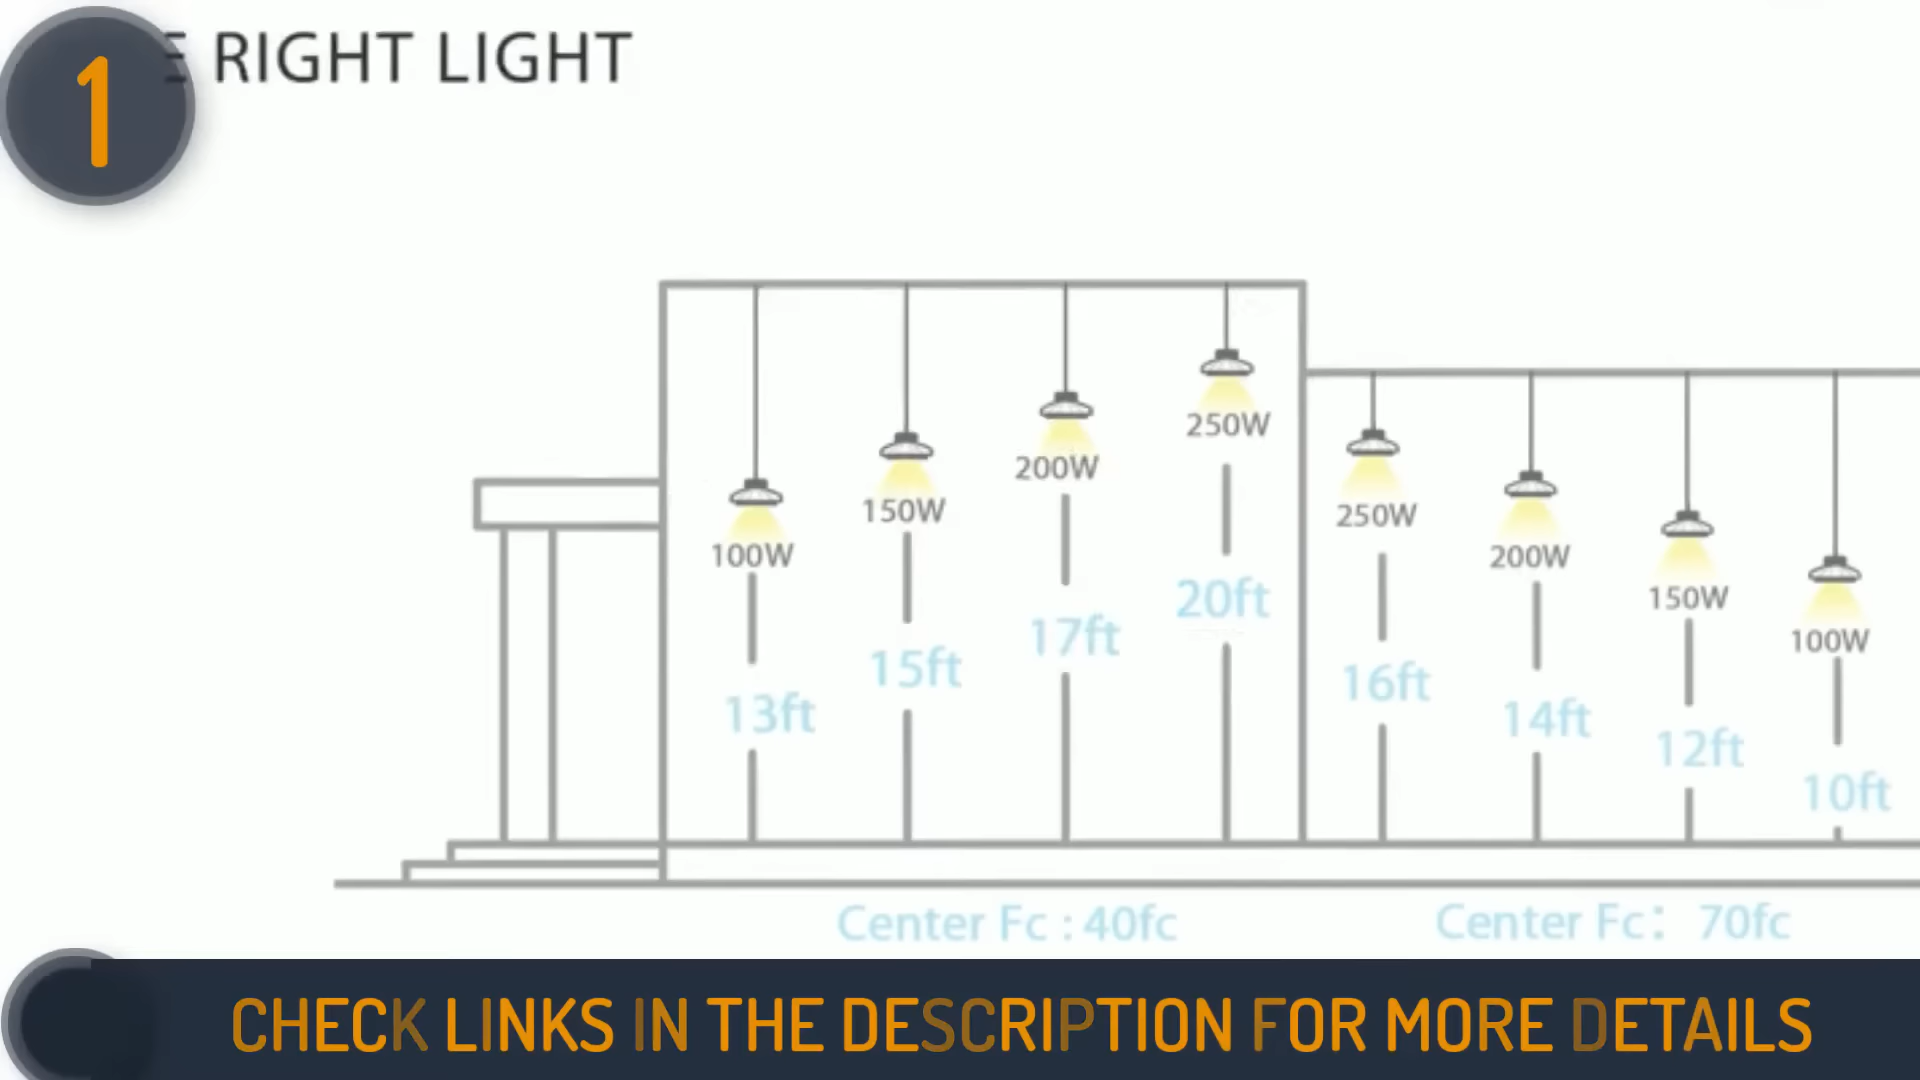 1
RIGHT LIGHT
250W
200W
150W
100W
250W
200W
150W
100W
20ft
17ft
15ft
13ft
16ft
14ft
12ft
10ft
Center Fc : 40fc
Center Fc: 70fc
CHECK LINKS IN THE DESCRIPTION FOR MORE DETAILS